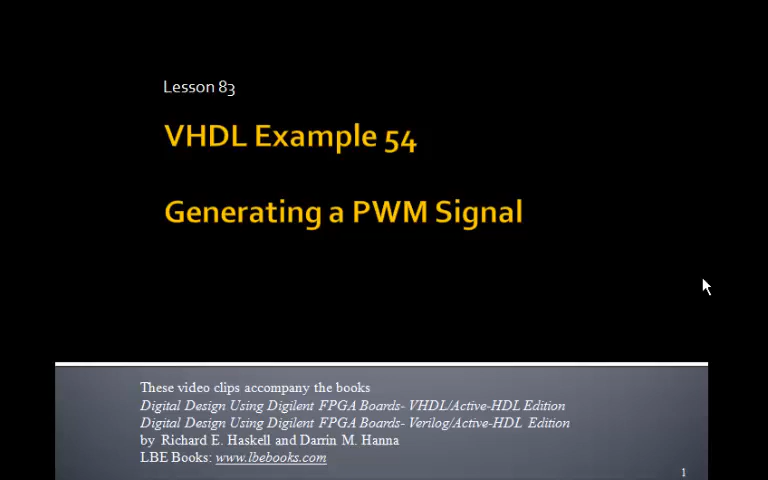 Lesson 83
VHDL Example 54
Generating a PWM Signal
These video clips accompany the books
Digital Design Using Digilent FPGA Boards- VHDL/Active-HDL Edition
Digital Design Using Digilent FPGA Boards- Verilog/Active-HDL Edition
by Richard E. Haskell and Darrin M. Hanna
LBE Books: www.lbebooks.com
1